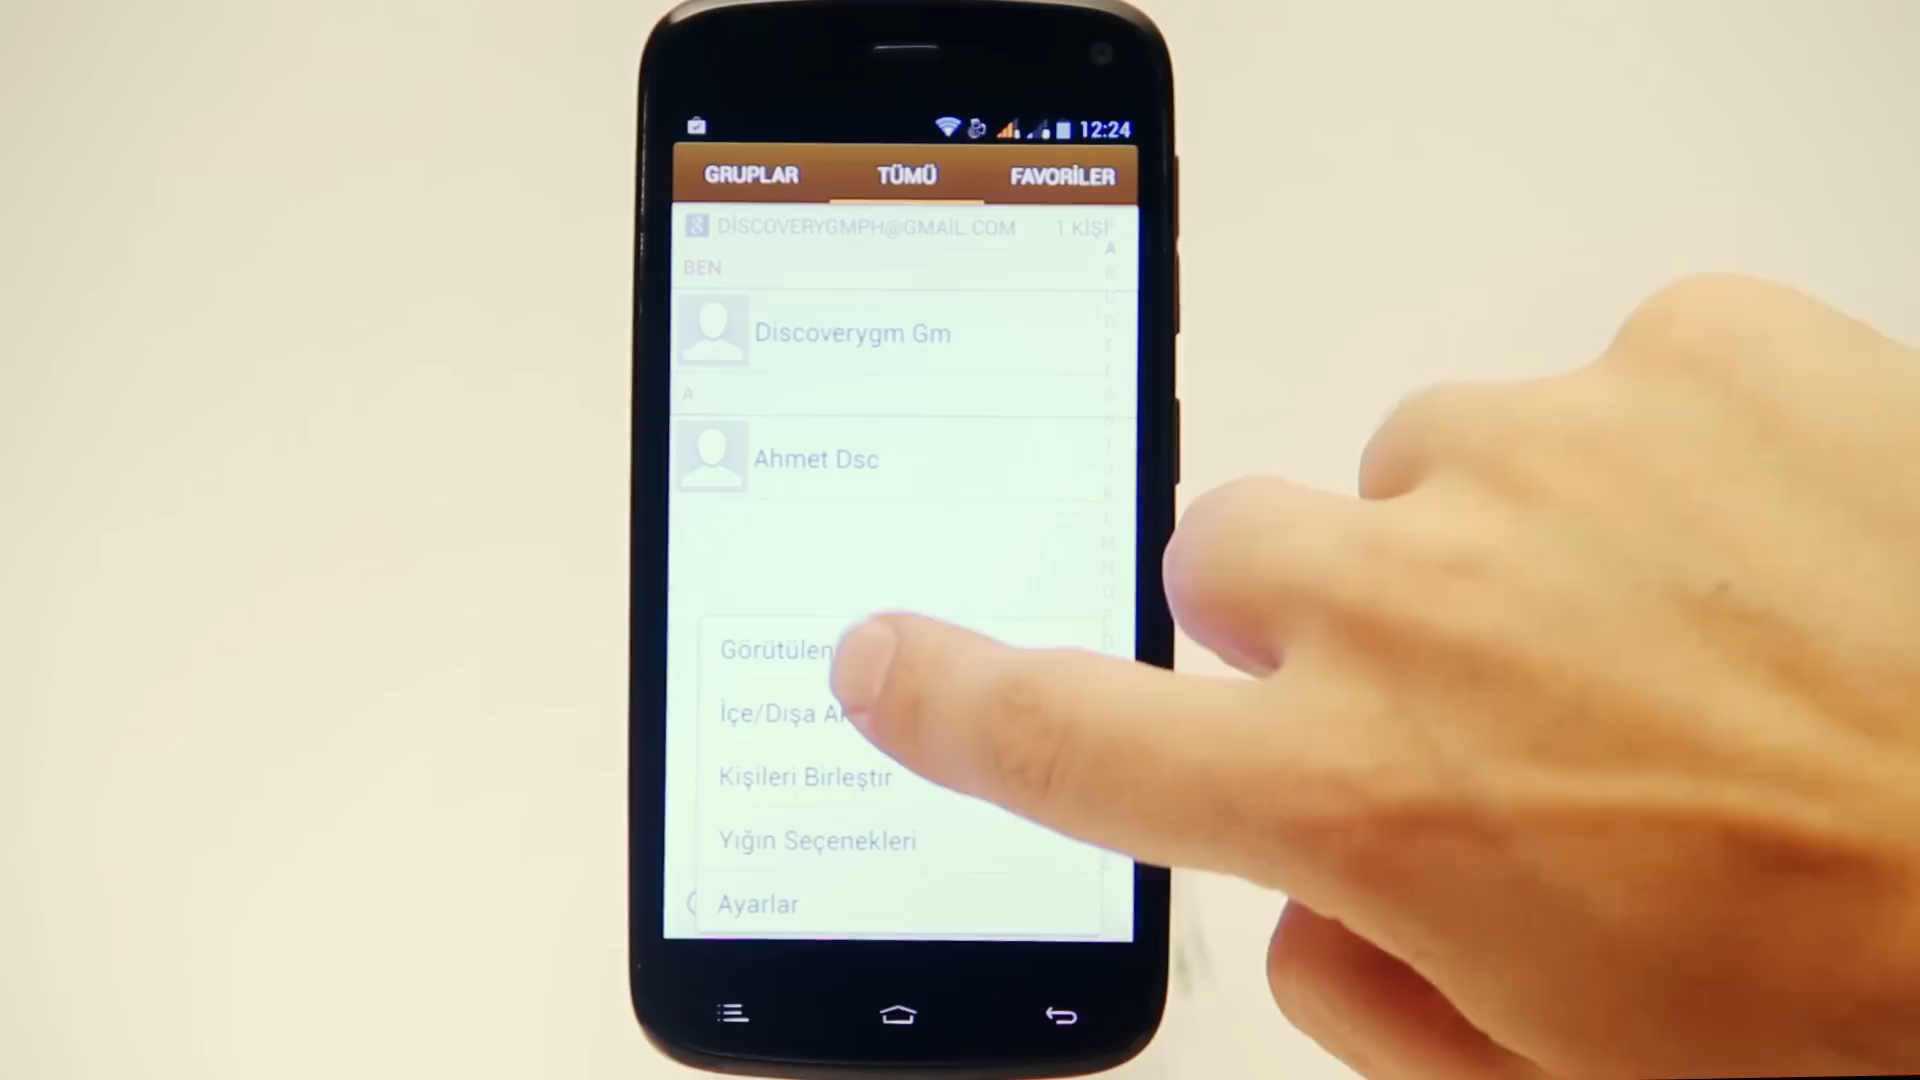 12:24
GRUPLAR TÜMÜ FAVORİLER
DİSCOVERYGMPH@GMAİL.COM 1 KİŞİ
BEN
Discoverygm Gm
A
Ahmet Dsc
Kişileri Birleştir
İçe/Dışa
Yığın Seçenekleri
Ayarlar